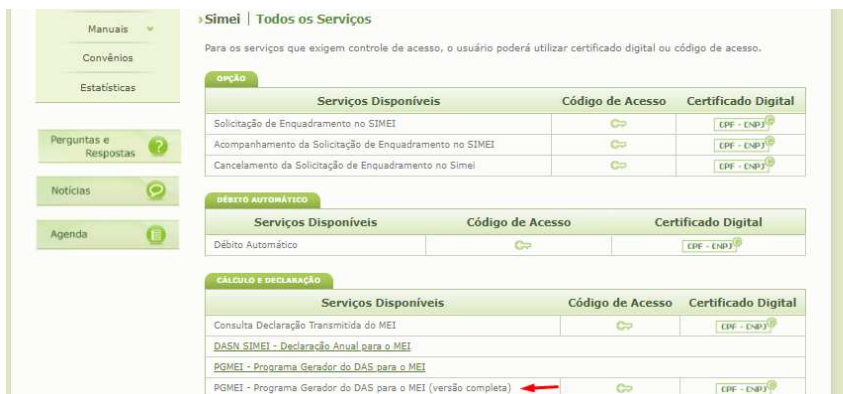 Manuais
Convênios
Estatísticas
Perguntas e
Respostas
Notícias
Agenda
Simei | Todos os Serviços
Para os serviços que exigem controle de acesso, o usuário poderá utilizar certificado digital ou código de acesso.
OPÇÃO
Serviços Disponíveis Código de Acesso Certificado Digital
Solicitação de Enquadramento no SIMEI CPF - CNPJ
Acompanhamento da Solicitação de Enquadramento no SIMEI CPF - CNPJ
Cancelamento da Solicitação de Enquadramento no Simei CPF - CNPJ
DÉBITO AUTOMÁTICO
Serviços Disponíveis Código de Acesso Certificado Digital
Débito Automático CPF - CNPJ
CÁLCULO E DECLARAÇÃO
Serviços Disponíveis Código de Acesso Certificado Digital
Consulta Declaração Transmitida do MEI CPF - CNPJ
DASN SIMEI - Declaração Anual para o MEI
PGMEI - Programa Gerador do DAS para o MEI
PGMEI - Programa Gerador do DAS para o MEI (versão completa) CPF - CNPJ